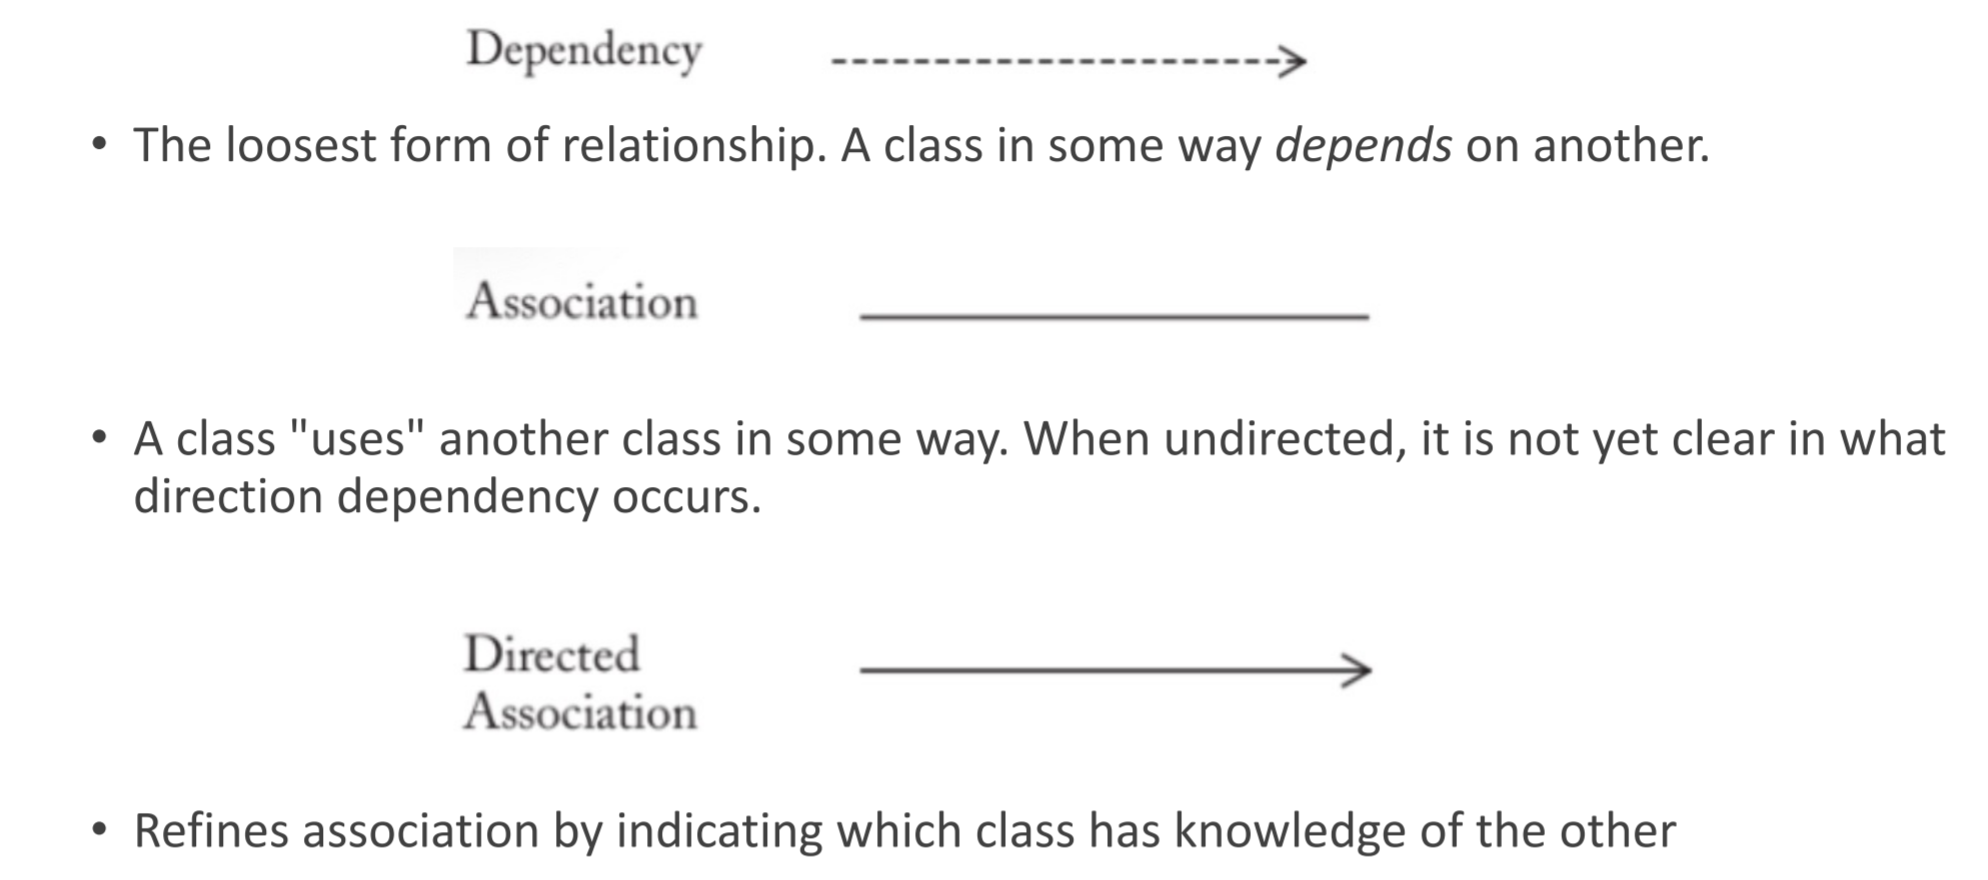 Dependency
• The loosest form of relationship. A class in some way depends on another.
Association
• A class "uses" another class in some way. When undirected, it is not yet clear in what
direction dependency occurs.
Directed
Association
• Refines association by indicating which class has knowledge of the other